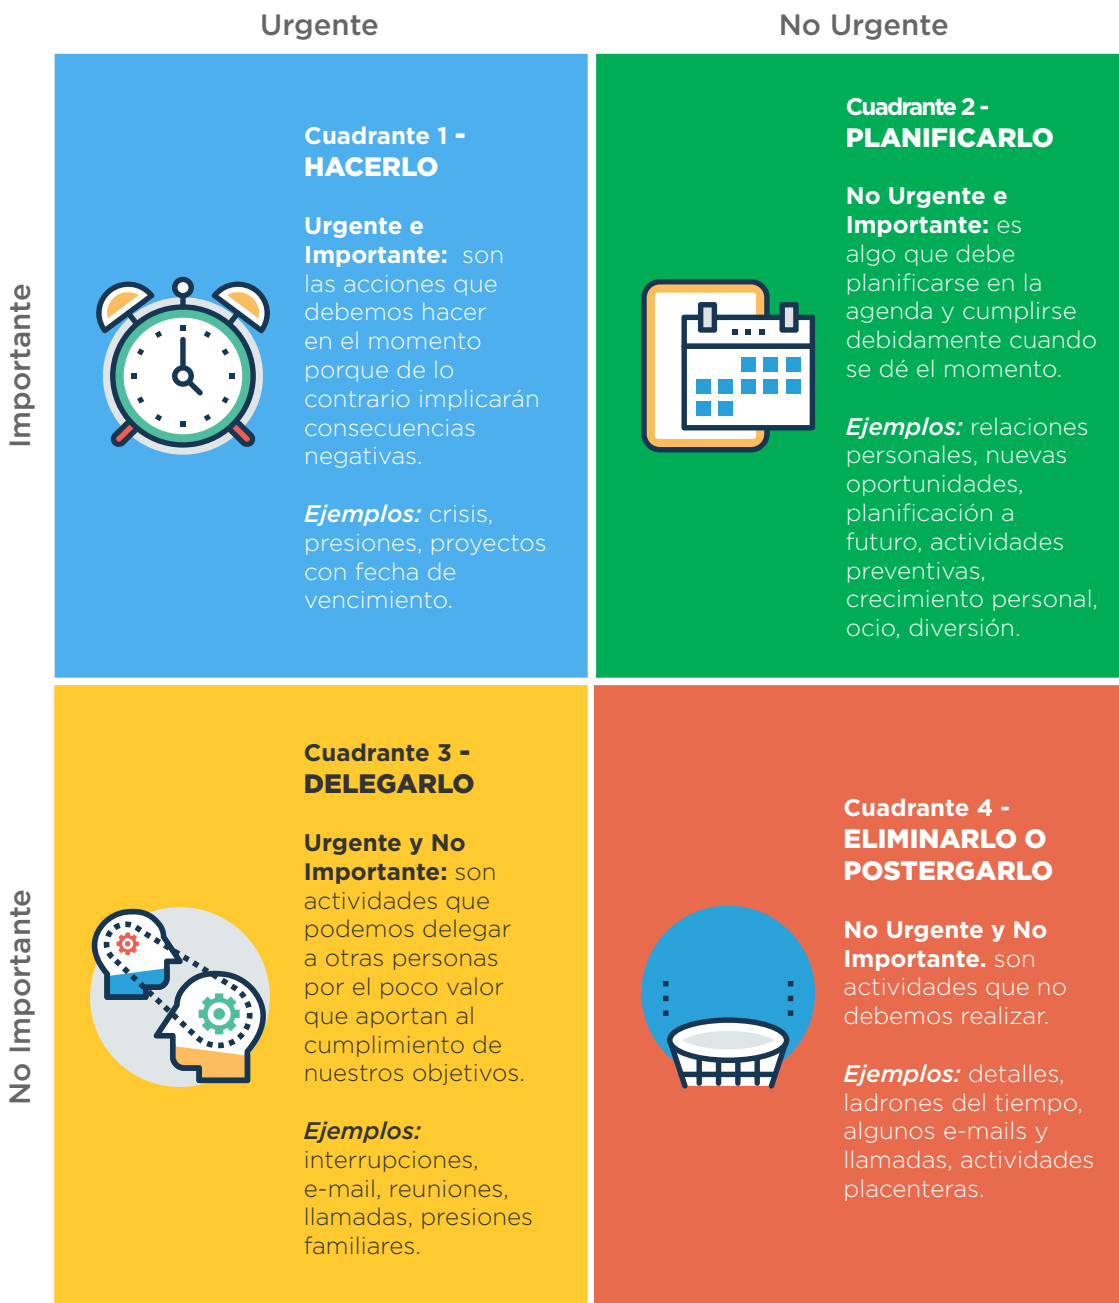 Urgente
No Urgente
Importante
No Importante
Cuadrante 1 -
HACERLO
Urgente e
Importante: son
las acciones que
debemos hacer
en el momento
porque de lo
contrario implicarán
consecuencias
negativas.
Ejemplos: crisis,
presiones, proyectos
con fecha de
vencimiento.
Cuadrante 2 -
PLANIFICARLO
No Urgente e
Importante: es
algo que debe
planificarse en la
agenda y cumplirse
debidamente cuando
se dé el momento.
Ejemplos: relaciones
personales, nuevas
oportunidades,
planificación a
futuro, actividades
preventivas,
crecimiento personal,
ocio, diversión.
Cuadrante 3 -
DELEGARLO
Urgente y No
Importante: son
actividades que
podemos delegar
a otras personas
por el poco valor
que aportan al
cumplimiento de
nuestros objetivos.
Ejemplos:
interrupciones,
e-mail, reuniones,
llamadas, presiones
familiares.
Cuadrante 4 -
ELIMINARLO O
POSTERGARLO
No Urgente y No
Importante. son
actividades que no
debemos realizar.
Ejemplos: detalles,
ladrones del tiempo,
algunos e-mails y
llamadas, actividades
placenteras.